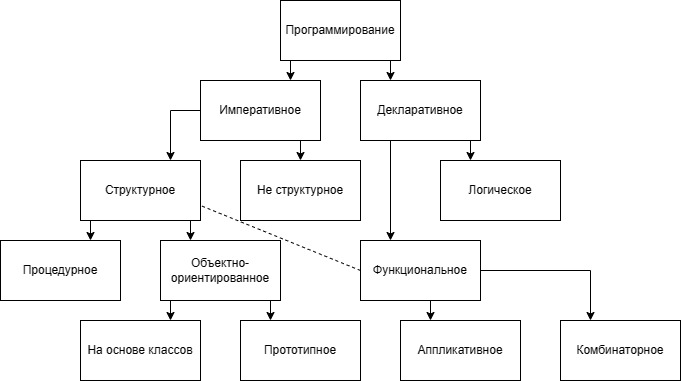 Программирование
Императивное
Декларативное
Структурное
Не структурное
Логическое
Процедурное
Объектно-
ориентированное
Функциональное
На основе классов
Прототипное
Аппликативное
Комбинаторное